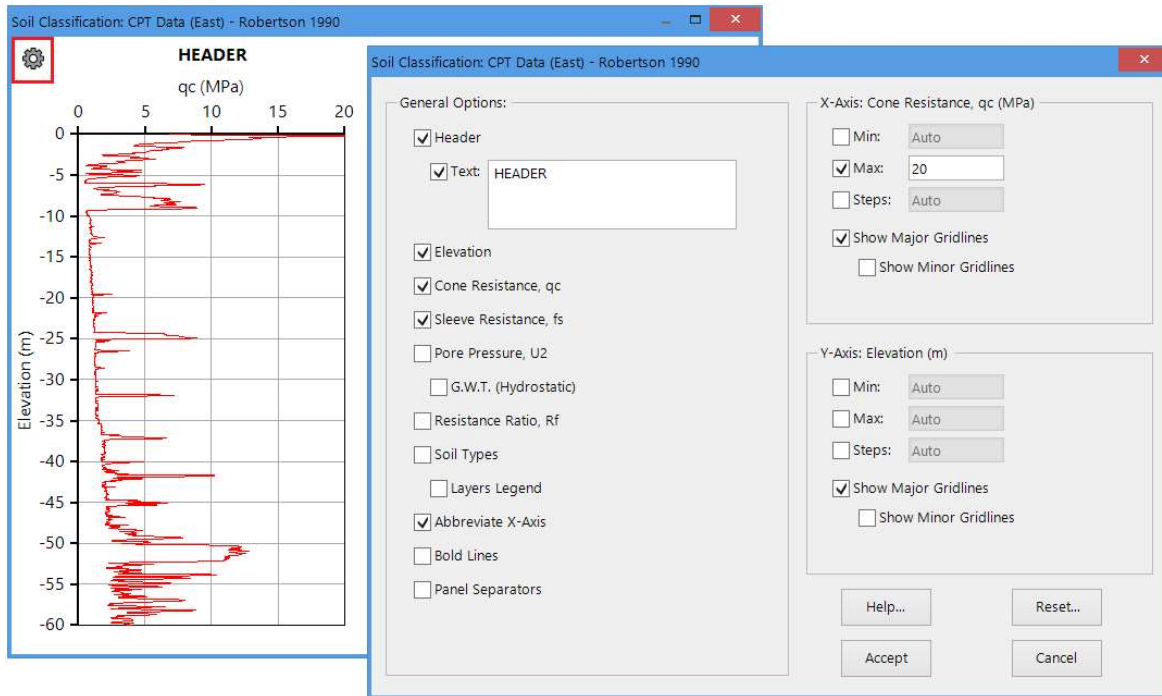 Soil Classification: CPT Data (East) - Robertson 1990
HEADER
qc (MPa)
0 5 10 15 20
0
-5
-10
-15
-20
-25
-30
-35
-40
-45
-50
-55
-60
Elevation (m)
Soil Classification: CPT Data (East) - Robertson 1990
General Options:
Header
Text: HEADER
Elevation
Cone Resistance, qc
Sleeve Resistance, fs
Pore Pressure, U2
G.W.T. (Hydrostatic)
Resistance Ratio, Rf
Soil Types
Layers Legend
Abbreviate X-Axis
Bold Lines
Panel Separators
X-Axis: Cone Resistance, qc (MPa)
Min: Auto
Max: 20
Steps: Auto
Show Major Gridlines
Show Minor Gridlines
Y-Axis: Elevation (m)
Min: Auto
Max: Auto
Steps: Auto
Show Major Gridlines
Show Minor Gridlines
Help... Reset...
Accept Cancel